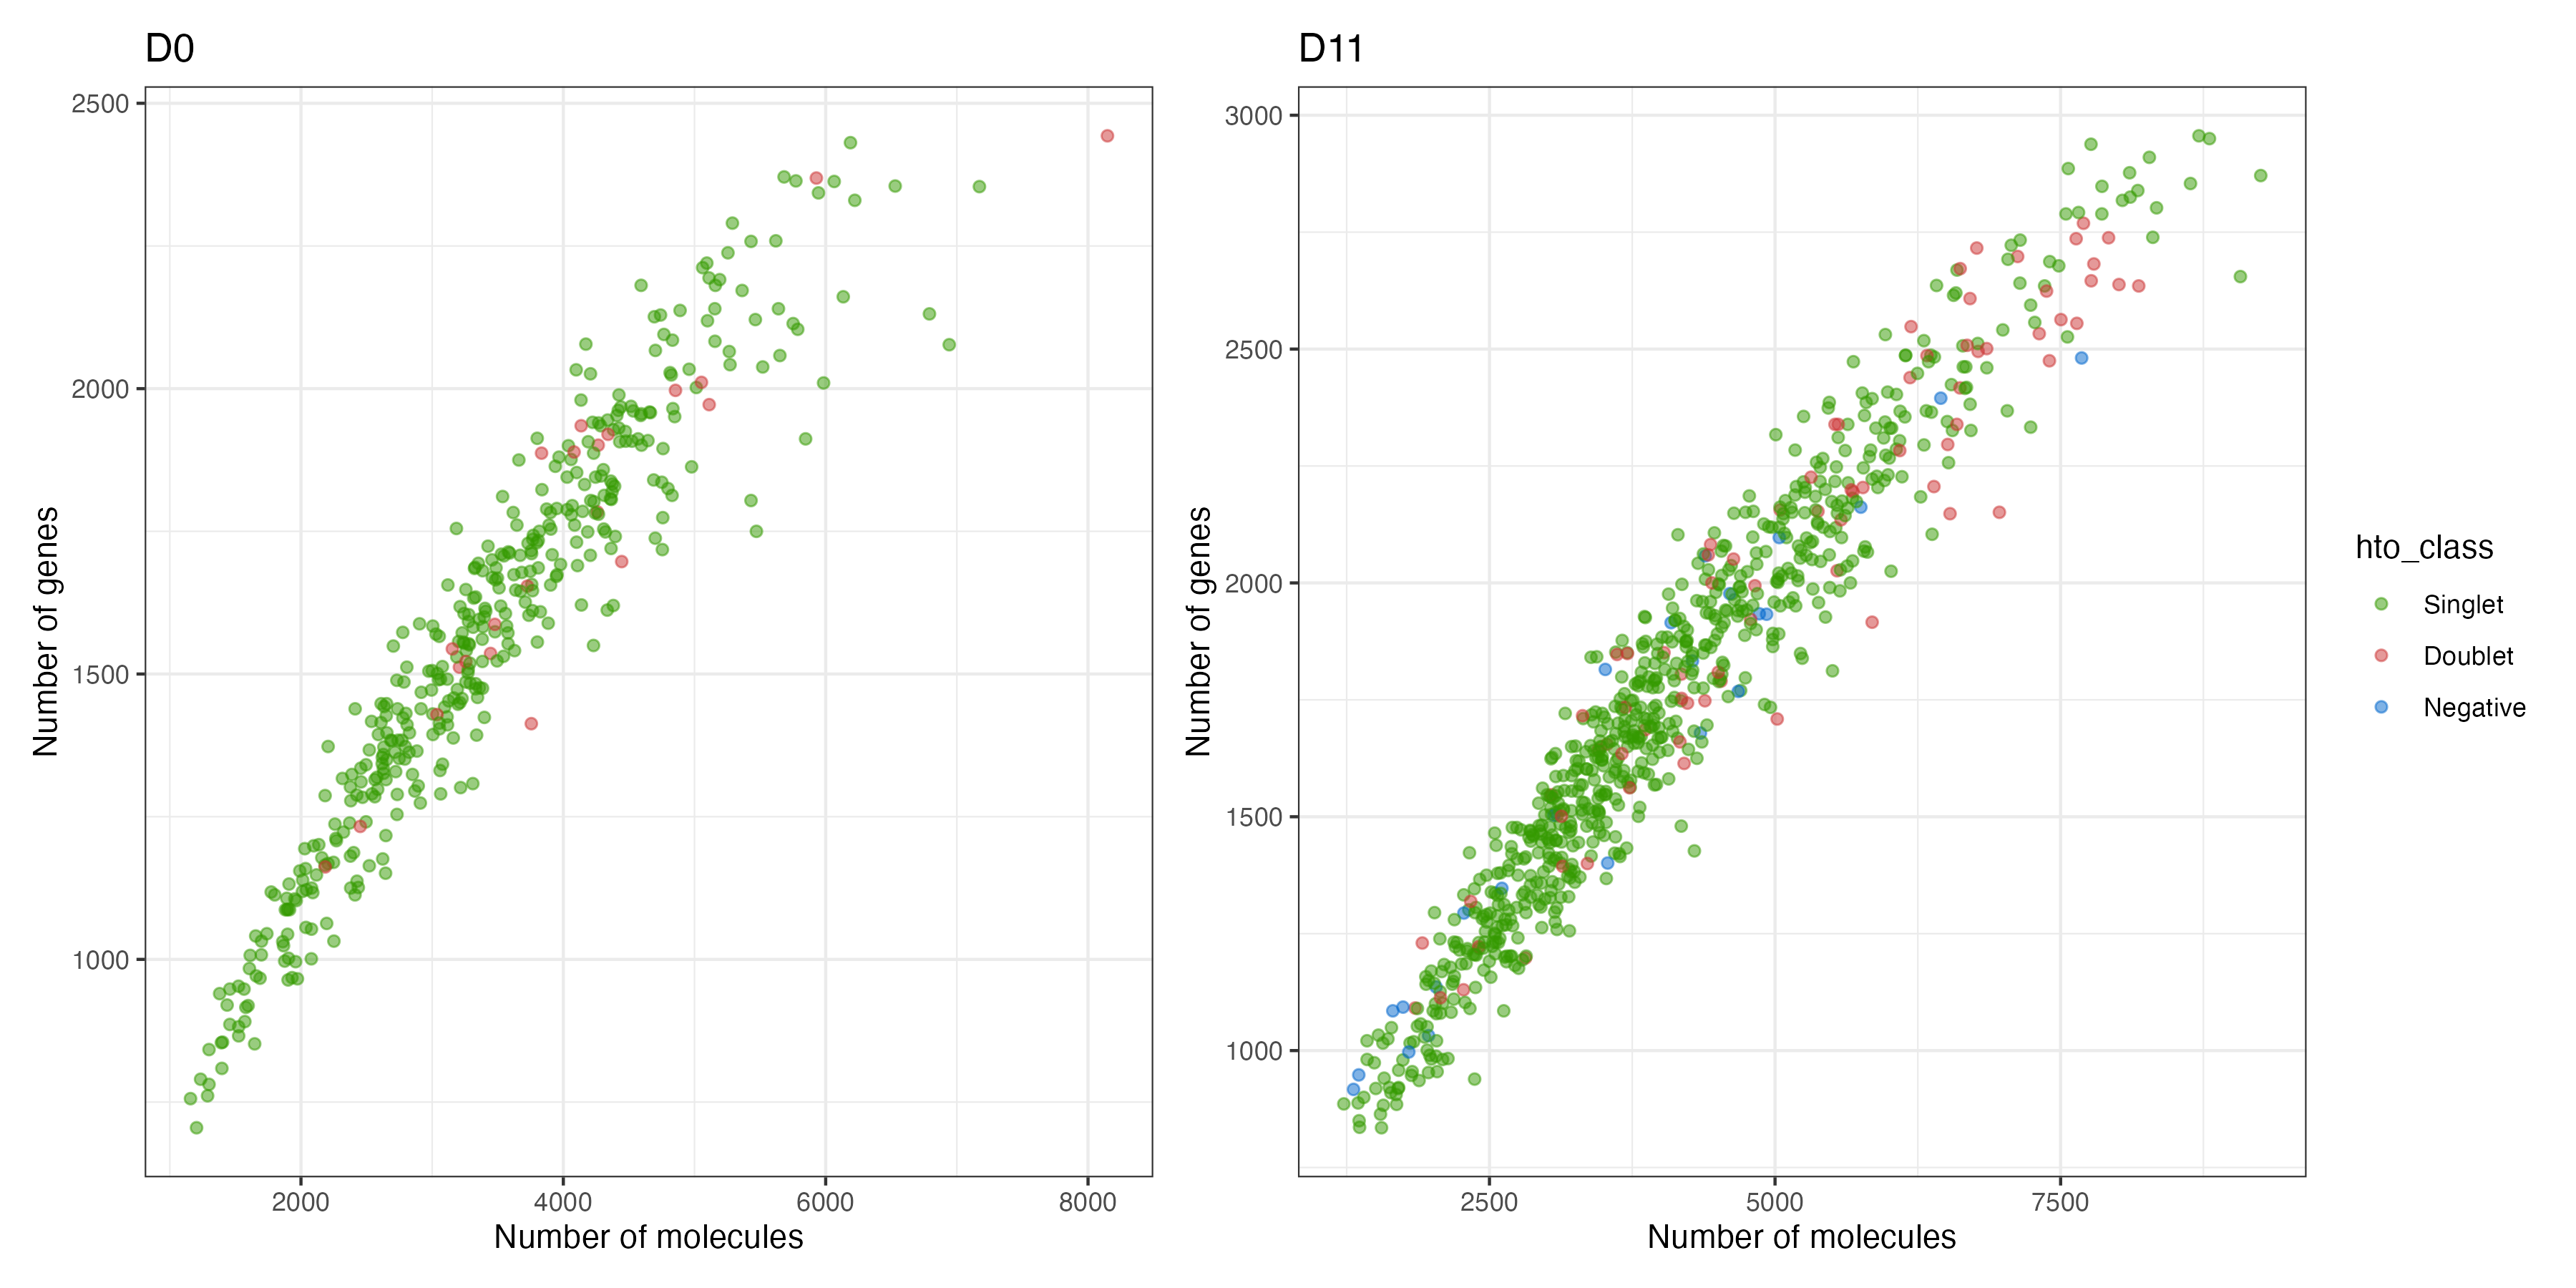 D0
2500
2000
1500
1000
Number of genes
2000 4000 6000 8000
Number of molecules
D11
3000
2500
2000
1500
1000
Number of genes
2500 5000 7500
Number of molecules
hto_class
Singlet
Doublet
Negative